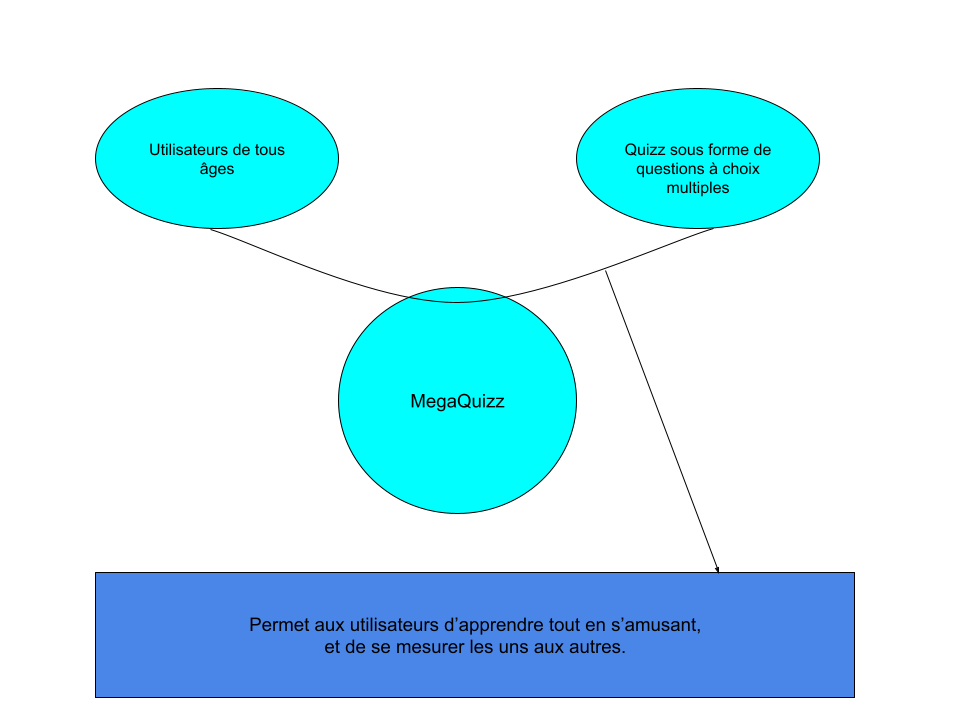 Utilisateurs de tous
âges
Quizz sous forme de
questions à choix
multiples
MegaQuizz
Permet aux utilisateurs d’apprendre tout en s’amusant,
et de se mesurer les uns aux autres.